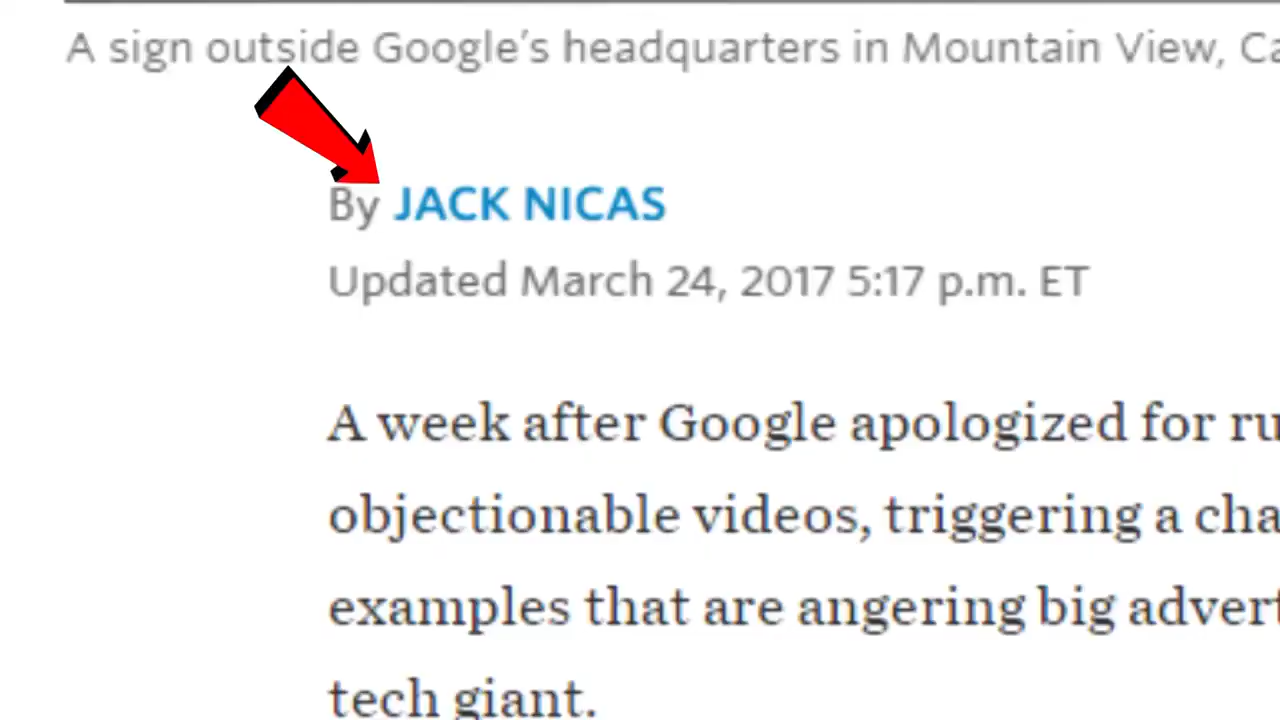 A sign outside Google's headquarters in Mountain View, Ca
By JACK NICAS
Updated March 24, 2017 5:17 p.m. ET
A week after Google apologized for ru
objectionable videos, triggering a cha
examples that are angering big advert
tech giant.